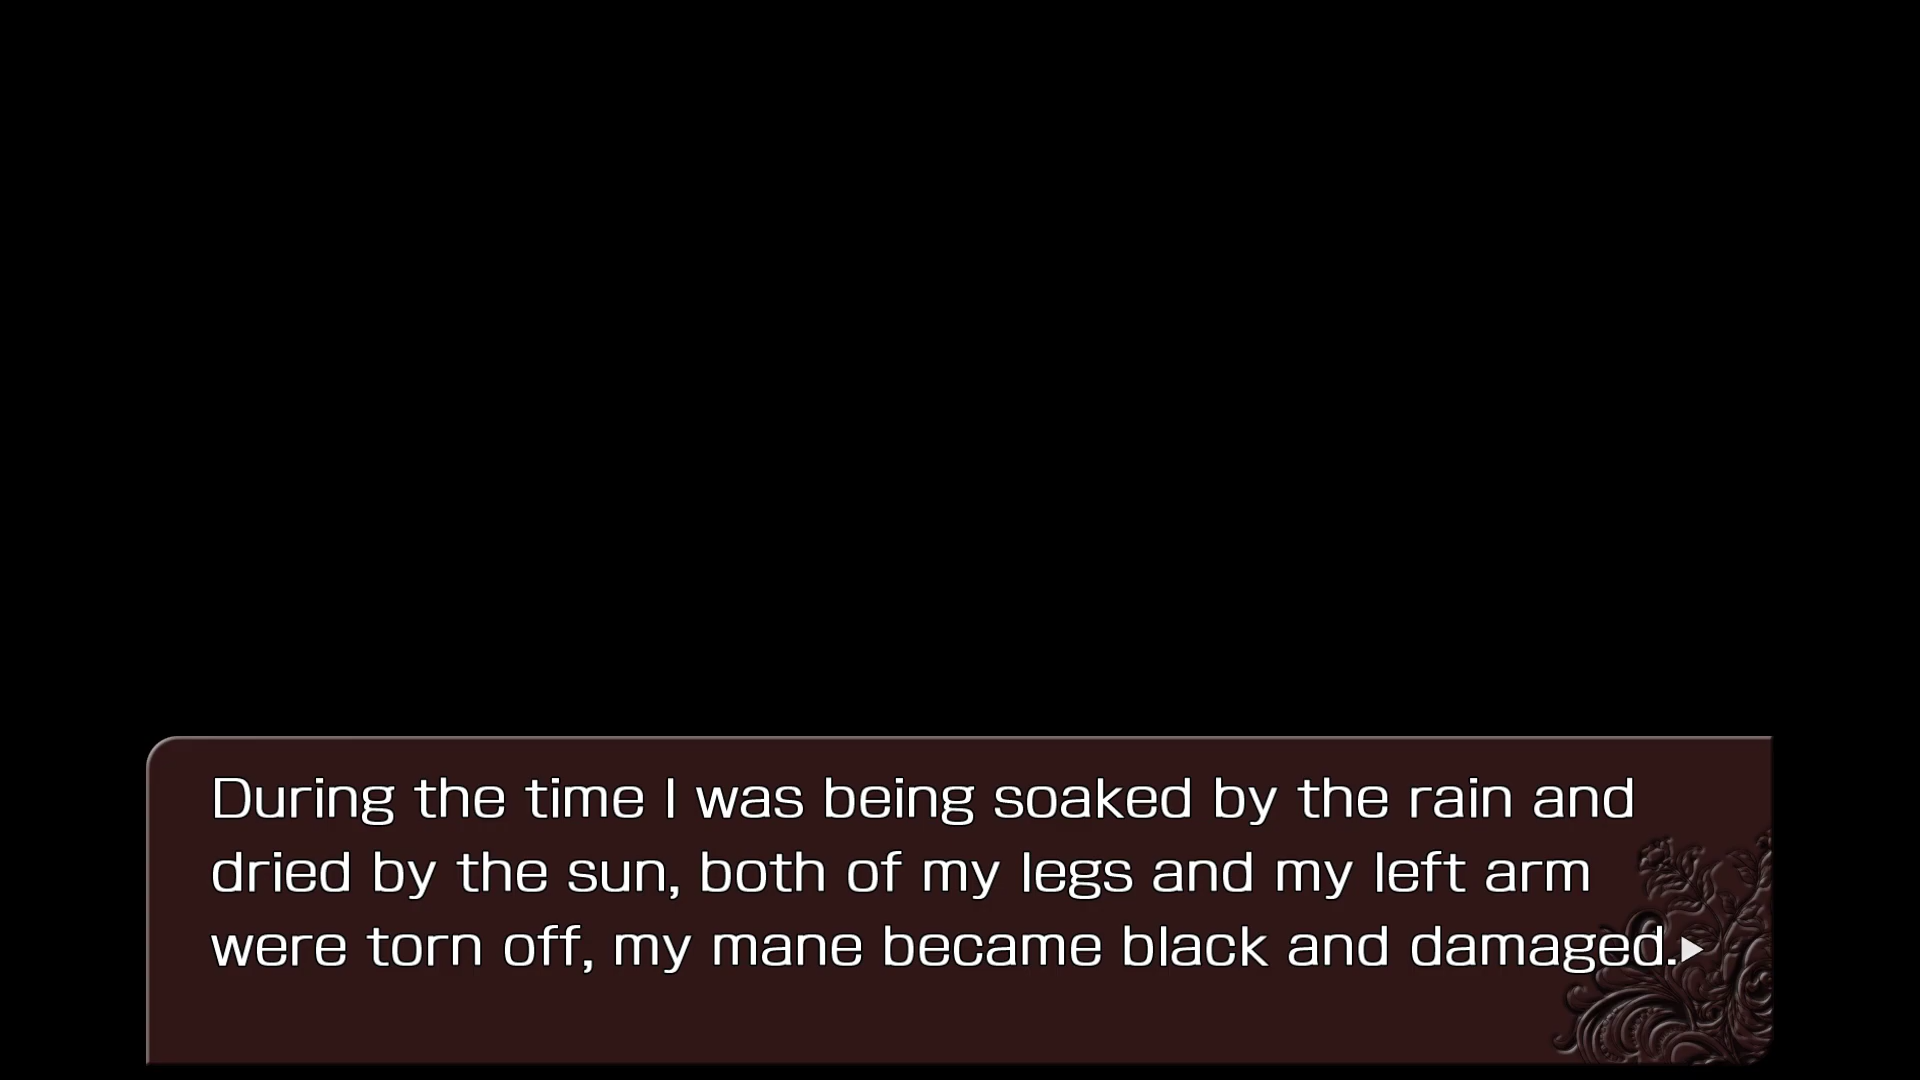 During the time I was being soaked by the rain and
dried by the sun, both of my legs and my left arm
were torn off, my mane became black and damaged.